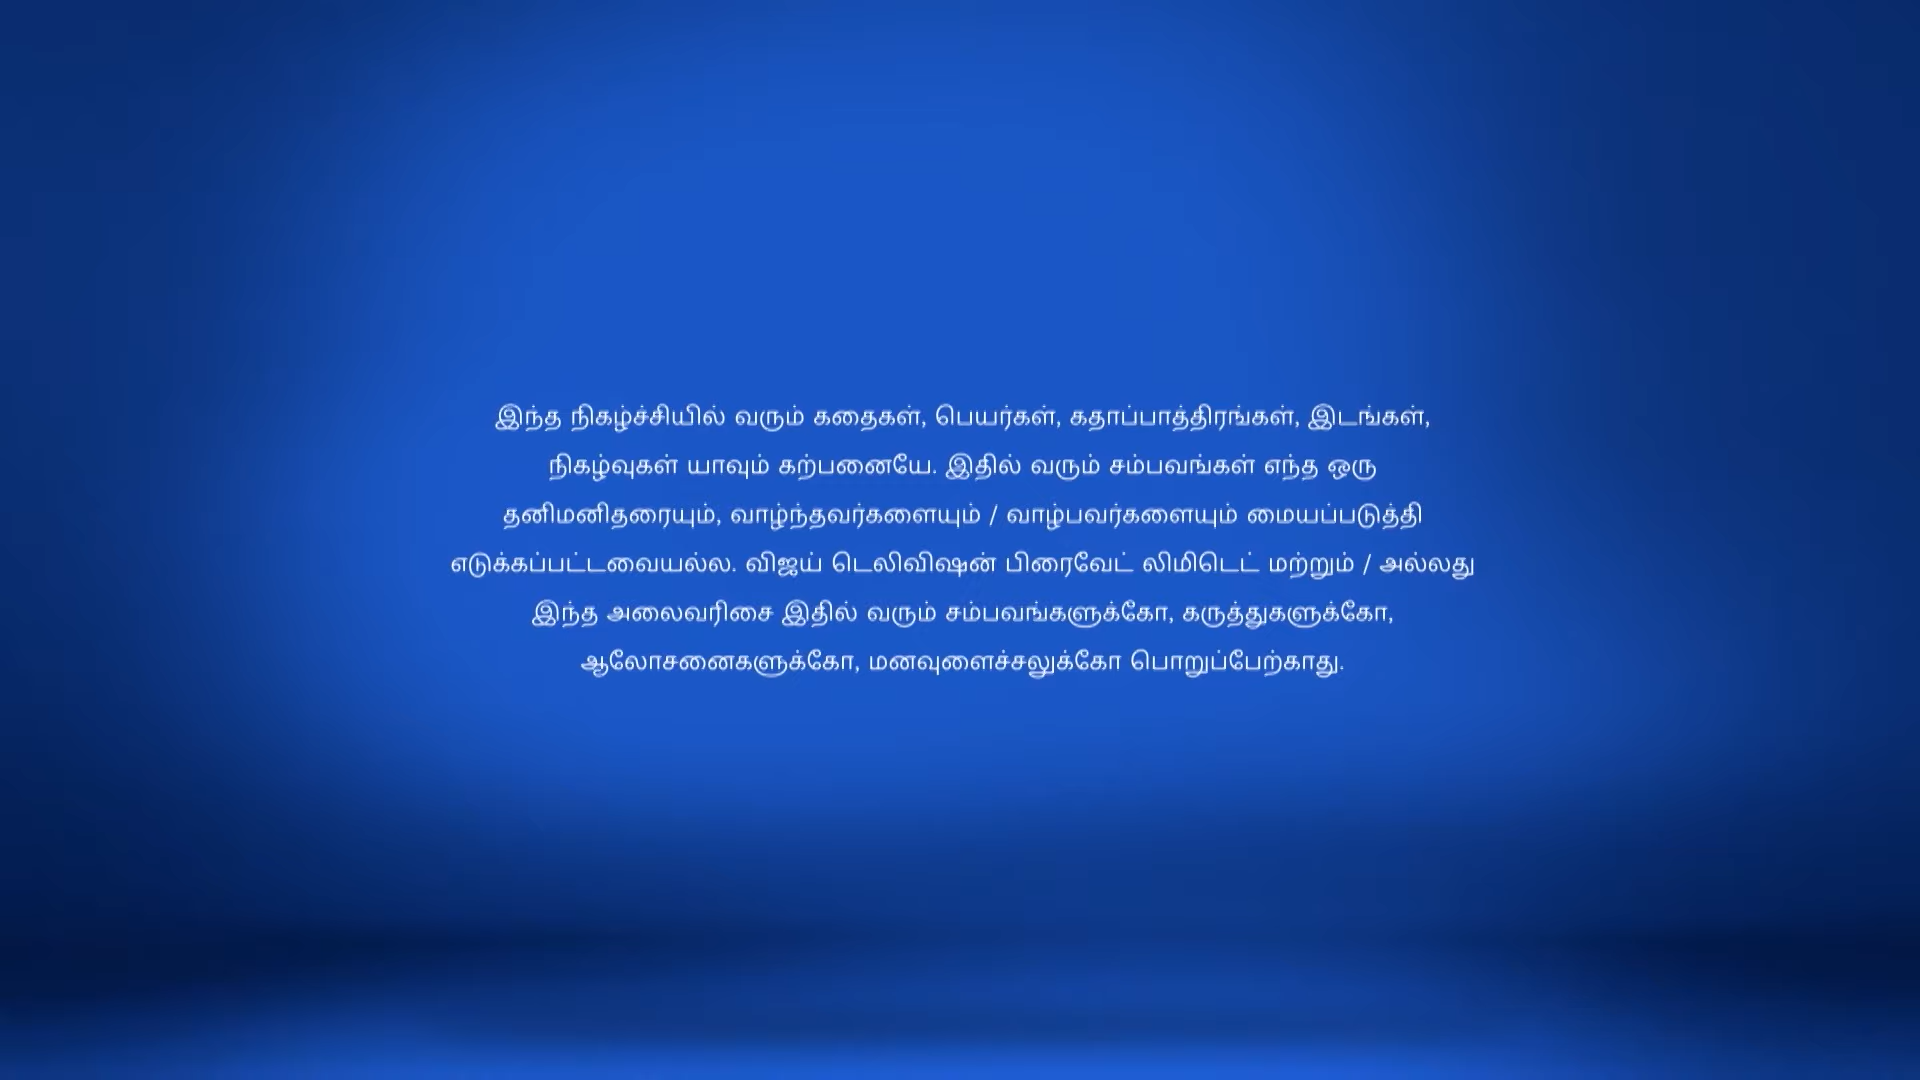 இந்த நிகழ்ச்சியில் வரும் கதைகள், பெயர்கள், கதாப்பாத்திரங்கள், இடங்கள்,
நிகழ்வுகள் யாவும் கற்பனையே. இதில் வரும் சம்பவங்கள் எந்த ஒரு
தனிமனிதரையும், வாழ்ந்தவர்களையும் / வாழ்பவர்களையும் மையப்படுத்தி
எடுக்கப்பட்டவையல்ல. விஜய் டெலிவிஷன் பிரைவேட் லிமிடெட் மற்றும் / அல்லது
இந்த அலைவரிசை இதில் வரும் சம்பவங்களுக்கோ, கருத்துகளுக்கோ,
ஆலோசனைகளுக்கோ, மனவுளைச்சலுக்கோ பொறுப்பேற்காது.